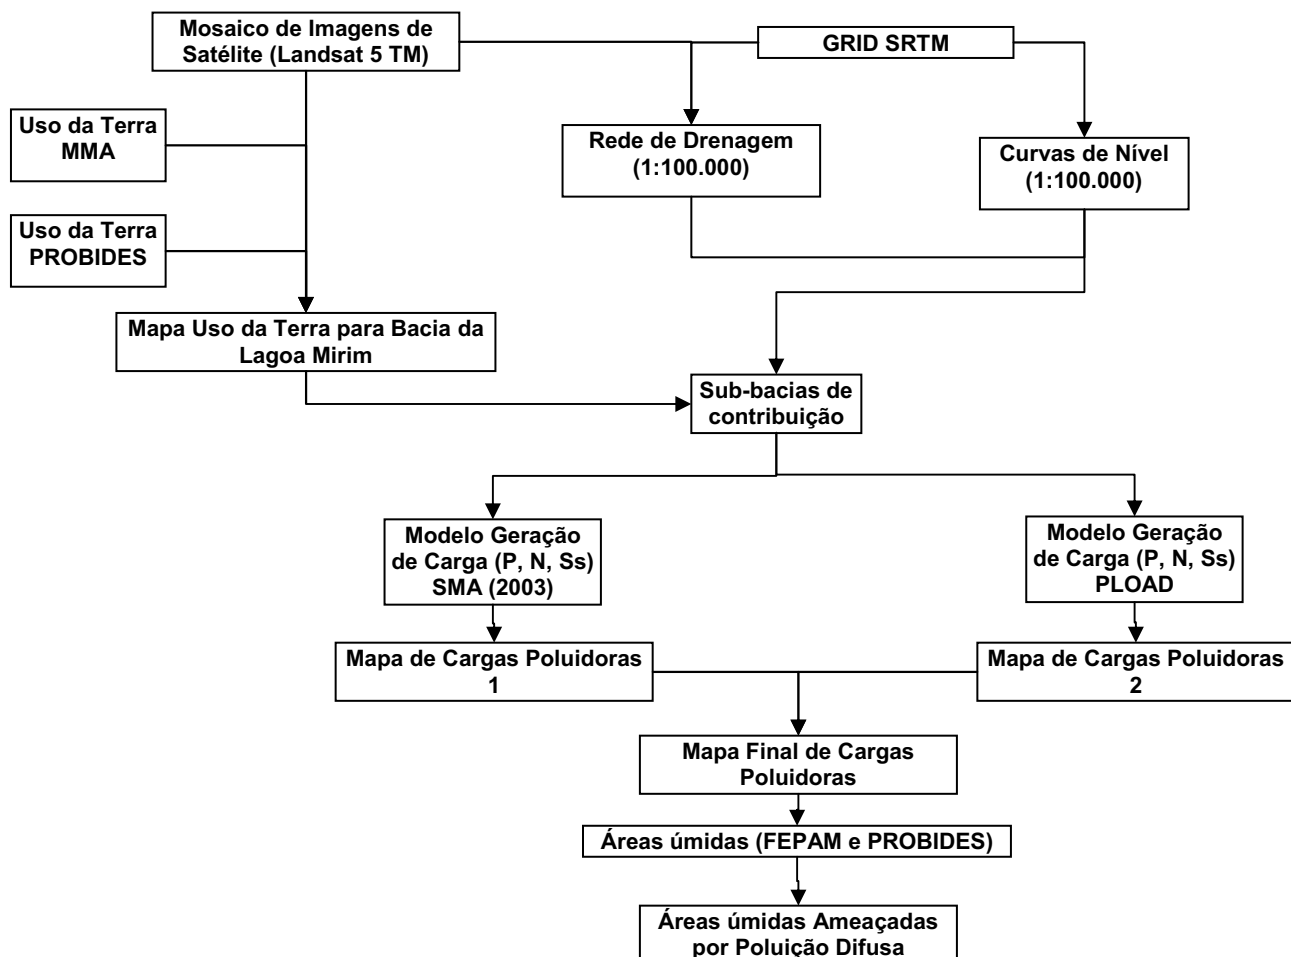 Mosaico de Imagens de
Satélite (Landsat 5 TM)
GRID SRTM
Uso da Terra
MMA
Rede de Drenagem
(1:100.000)
Curvas de Nível
(1:100.000)
Uso da Terra
PROBIDES
Mapa Uso da Terra para Bacia da
Lagoa Mirim
Sub-bacias de
contribuição
Modelo Geração
de Carga (P, N, Ss)
SMA (2003)
Modelo Geração
de Carga (P, N, Ss)
PLOAD
Mapa de Cargas Poluidoras
1
Mapa de Cargas Poluidoras
2
Mapa Final de Cargas
Poluidoras
Áreas úmidas (FEPAM e PROBIDES)
Áreas úmidas Ameaçadas
por Poluição Difusa